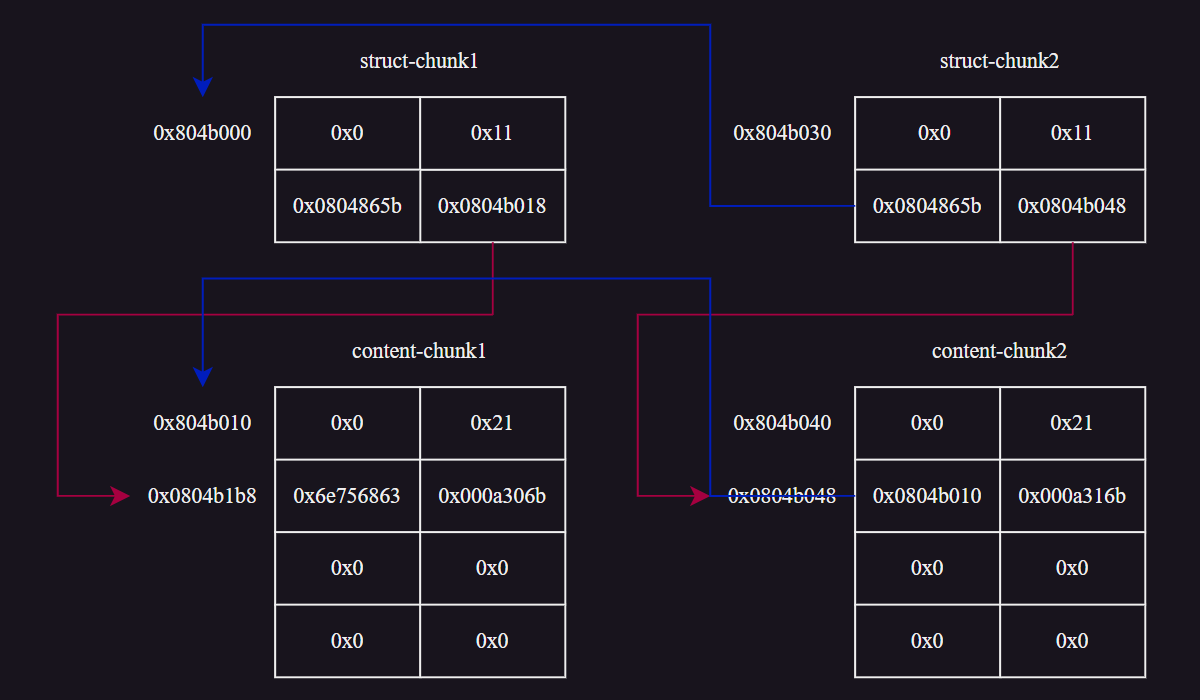 struct-chunk1 struct-chunk2
0x804b000 0x0 0x11 0x804b030 0x0 0x11
0x0804865b 0x0804b018 0x0804865b 0x0804b048
content-chunk1 content-chunk2
0x804b010 0x0 0x21 0x804b040 0x0 0x21
0x0804b1b8 0x6e756863 0x000a306b 0x0804b048 0x0804b010 0x000a316b
0x0 0x0 0x0 0x0
0x0 0x0 0x0 0x0